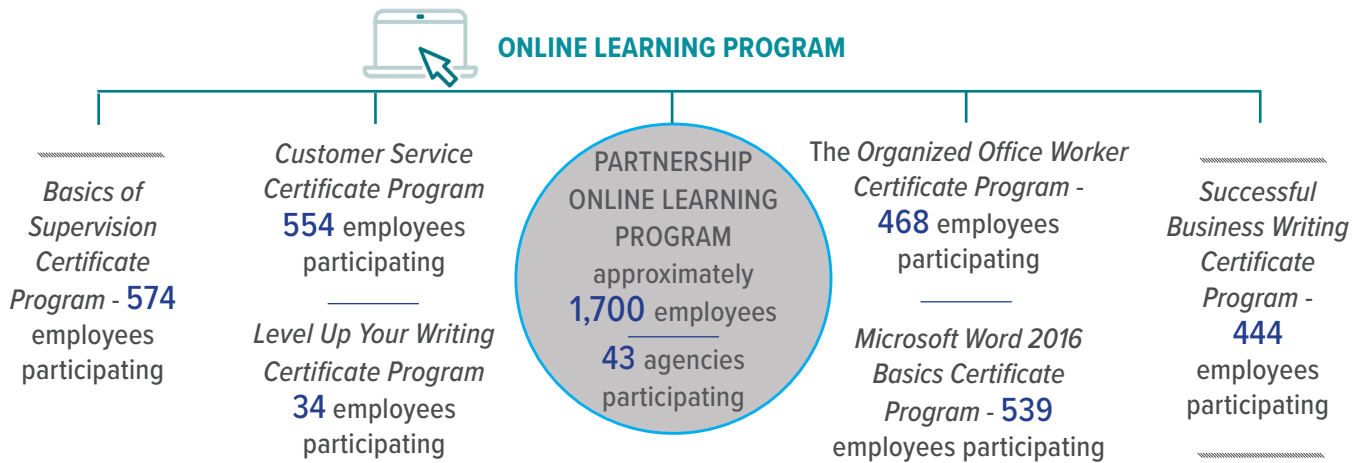 ONLINE LEARNING PROGRAM
Basics of
Supervision
Certificate
Program - 574
employees
participating
Customer Service
Certificate Program
554 employees
participating
Level Up Your Writing
Certificate Program
34 employees
participating
PARTNERSHIP
ONLINE LEARNING
PROGRAM
approximately
1,700 employees
43 agencies
participating
The Organized Office Worker
Certificate Program -
468 employees
participating
Microsoft Word 2016
Basics Certificate
Program - 539
employees participating
Successful
Business Writing
Certificate
Program -
444
employees
participating